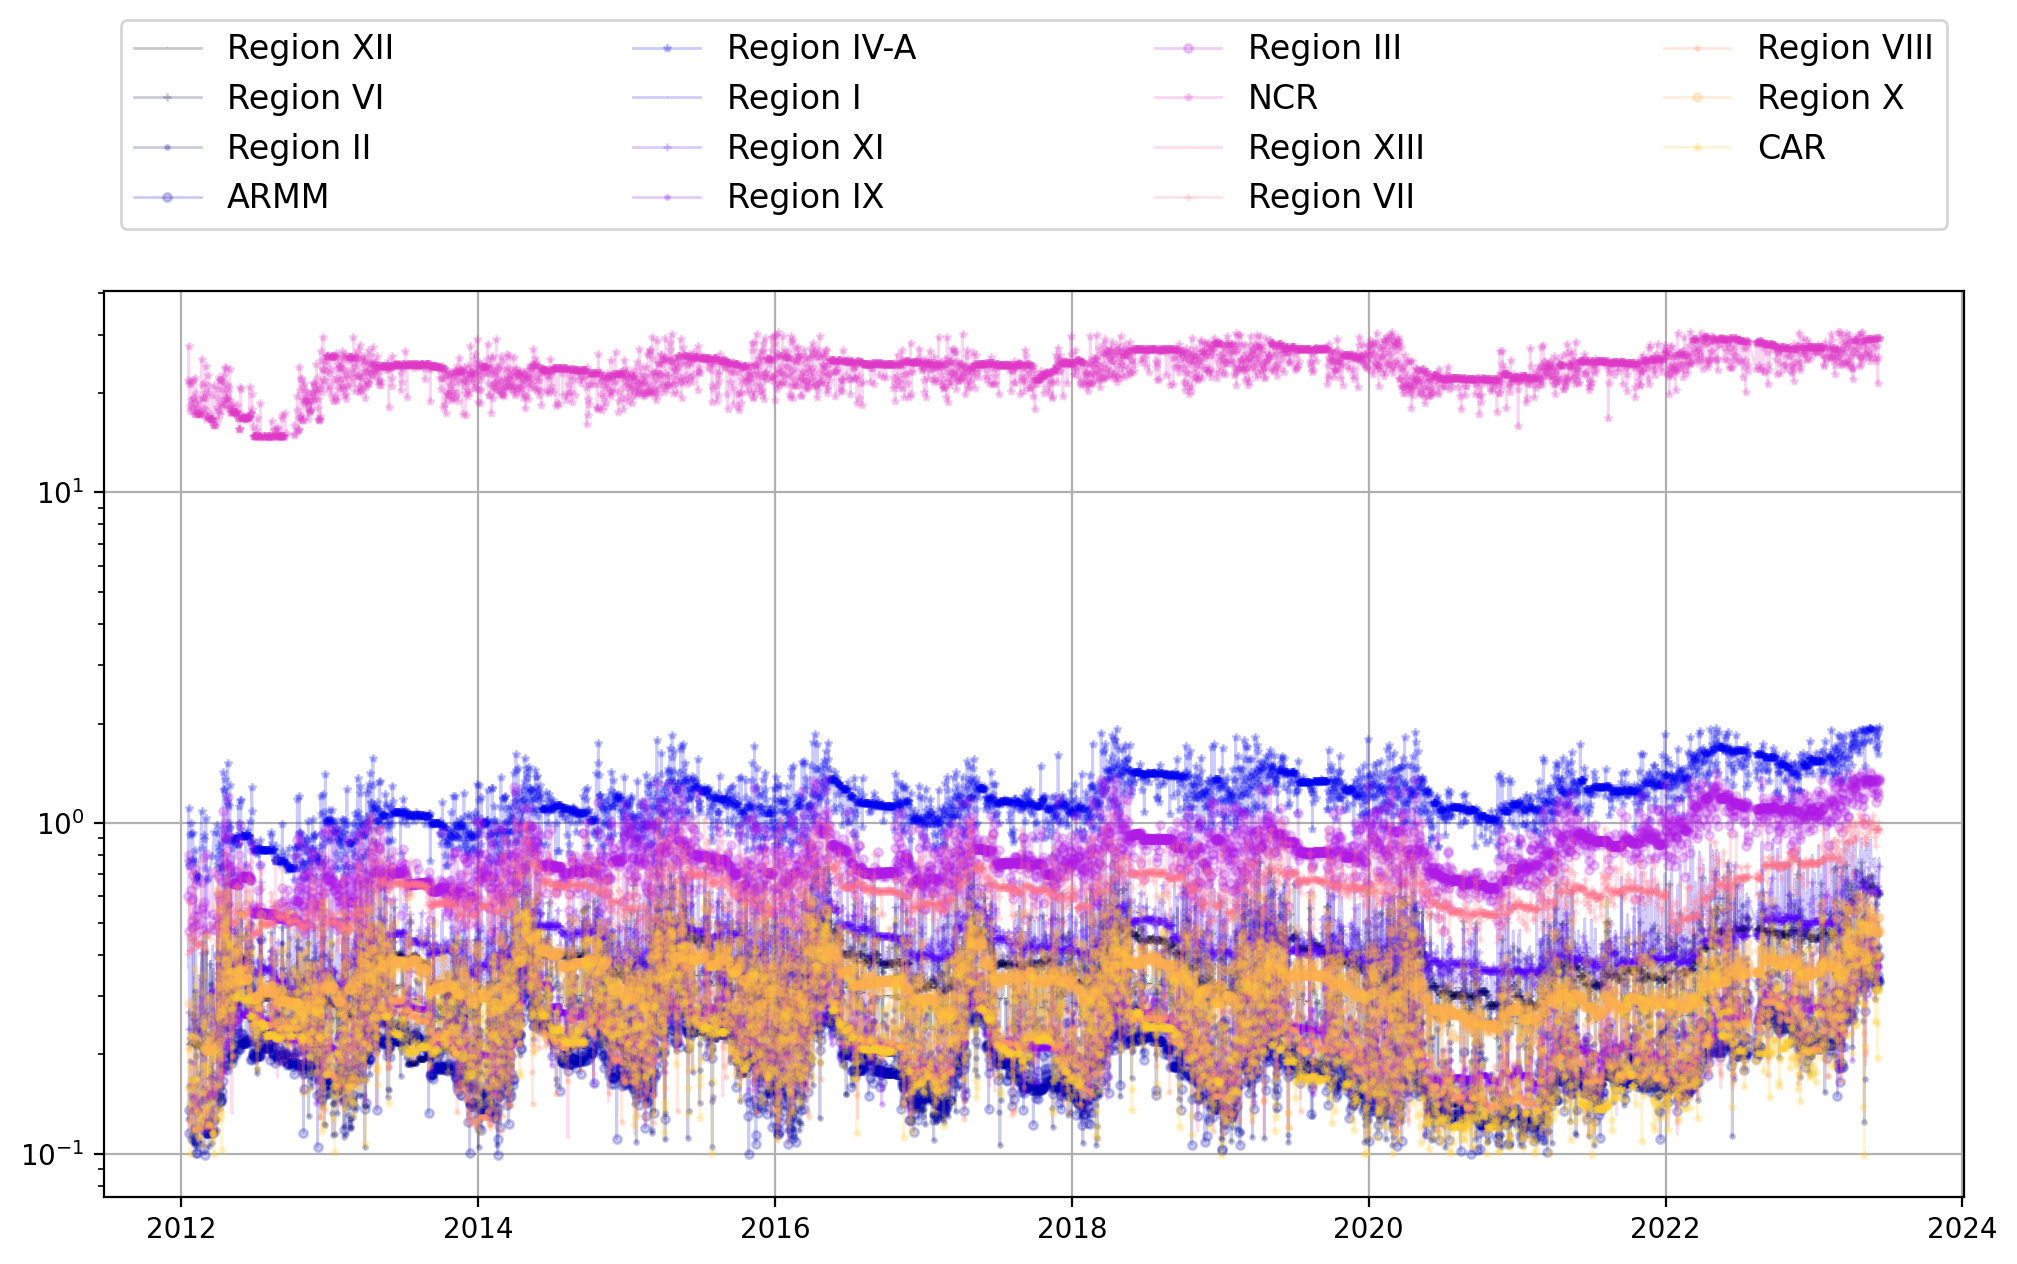 Region XII
Region VI
Region II
ARMM
Region IV-A
Region I
Region XI
Region IX
Region III
NCR
Region XIII
Region VII
Region VIII
Region X
CAR
10¹
10⁰
10⁻¹
2012 2014 2016 2018 2020 2022 2024